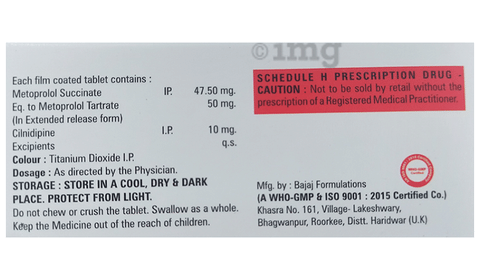 ©1mg
Each film coated tablet contains :
Metoprolol Succinate IP. 47.50 mg.
Eq. to Metoprolol Tartrate 50 mg.
(In Extended release form)
Cilnidipine I.P. 10 mg.
Excipients q.s.
Colour : Titanium Dioxide I.P.
Dosage : As directed by the Physician.
STORAGE : STORE IN A COOL, DRY & DARK
PLACE. PROTECT FROM LIGHT.
Do not chew or crush the tablet. Swallow as a whole.
Keep the Medicine out of the reach of children.
SCHEDULE H PRESCRIPTION DRUG -
CAUTION : Not to be sold by retail without the
prescription of a Registered Medical Practitioner.
WHO-GMP
Certified
Mfg. by : Bajaj Formulations
(A WHO-GMP & ISO 9001 : 2015 Certified Co.)
Khasra No. 161, Village- Lakeshwary,
Bhagwanpur, Roorkee, Distt. Haridwar (U.K)